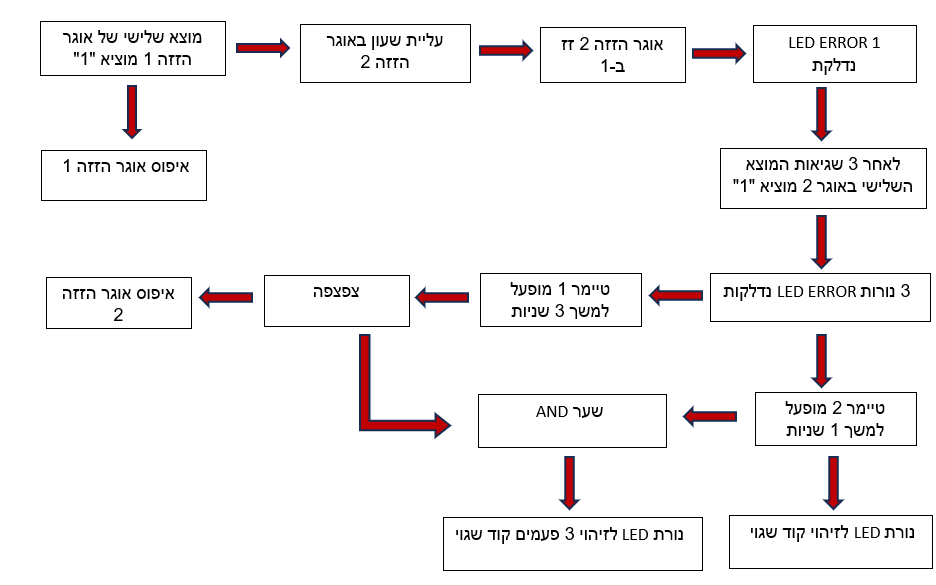 מוצא שלישי של אוגר
הזזה 1 מוציא "1"
עליית שעון באוגר
הזזה 2
אוגר הזזה 2 זז
ב-1
LED ERROR 1
נדלקת
איפוס אוגר הזזה 1
לאחר 3 שגיאות המוצא
השלישי באוגר 2 מוציא "1"
3 נורות LED ERROR נדלקות
טיימר 1 מופעל
למשך 3 שניות
צפצפה
איפוס אוגר הזזה
2
טיימר 2 מופעל
למשך 1 שניות
שער AND
נורת LED לזיהוי 3 פעמים קוד שגוי
נורת LED לזיהוי קוד שגוי